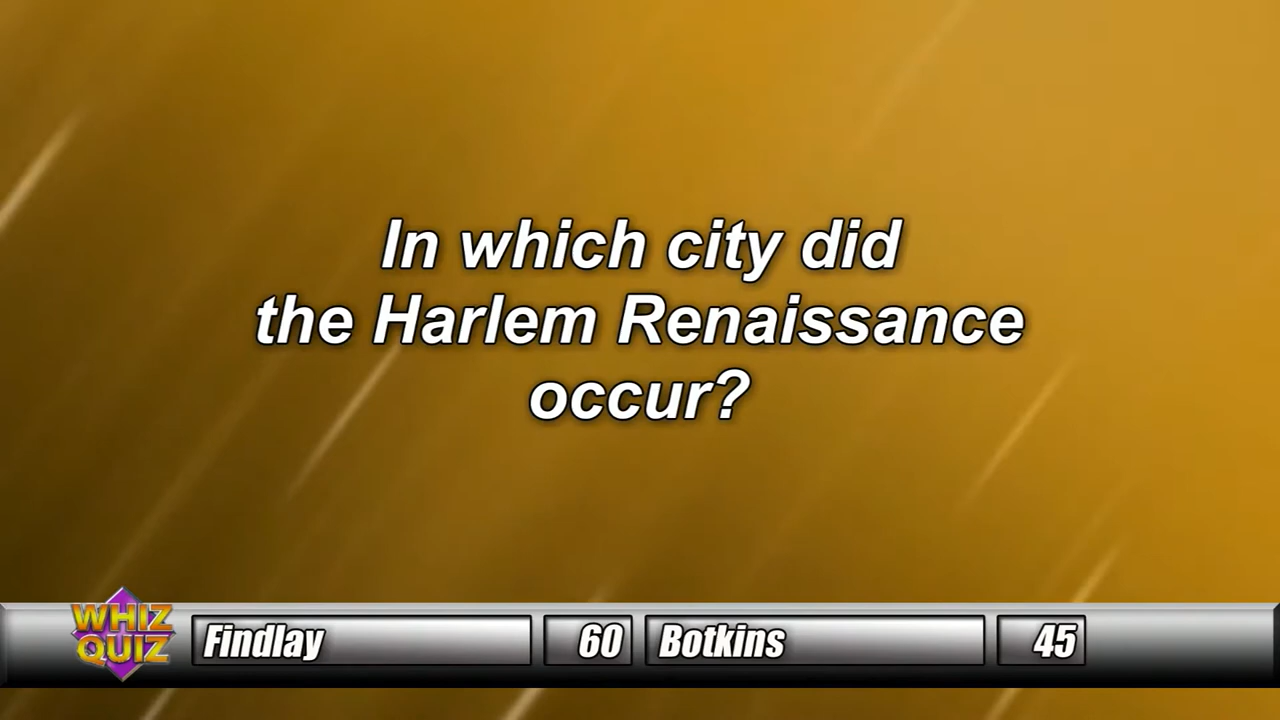 In which city did
the Harlem Renaissance
occur?
WHIZ
QUIZ
Findlay 60 Botkins 45